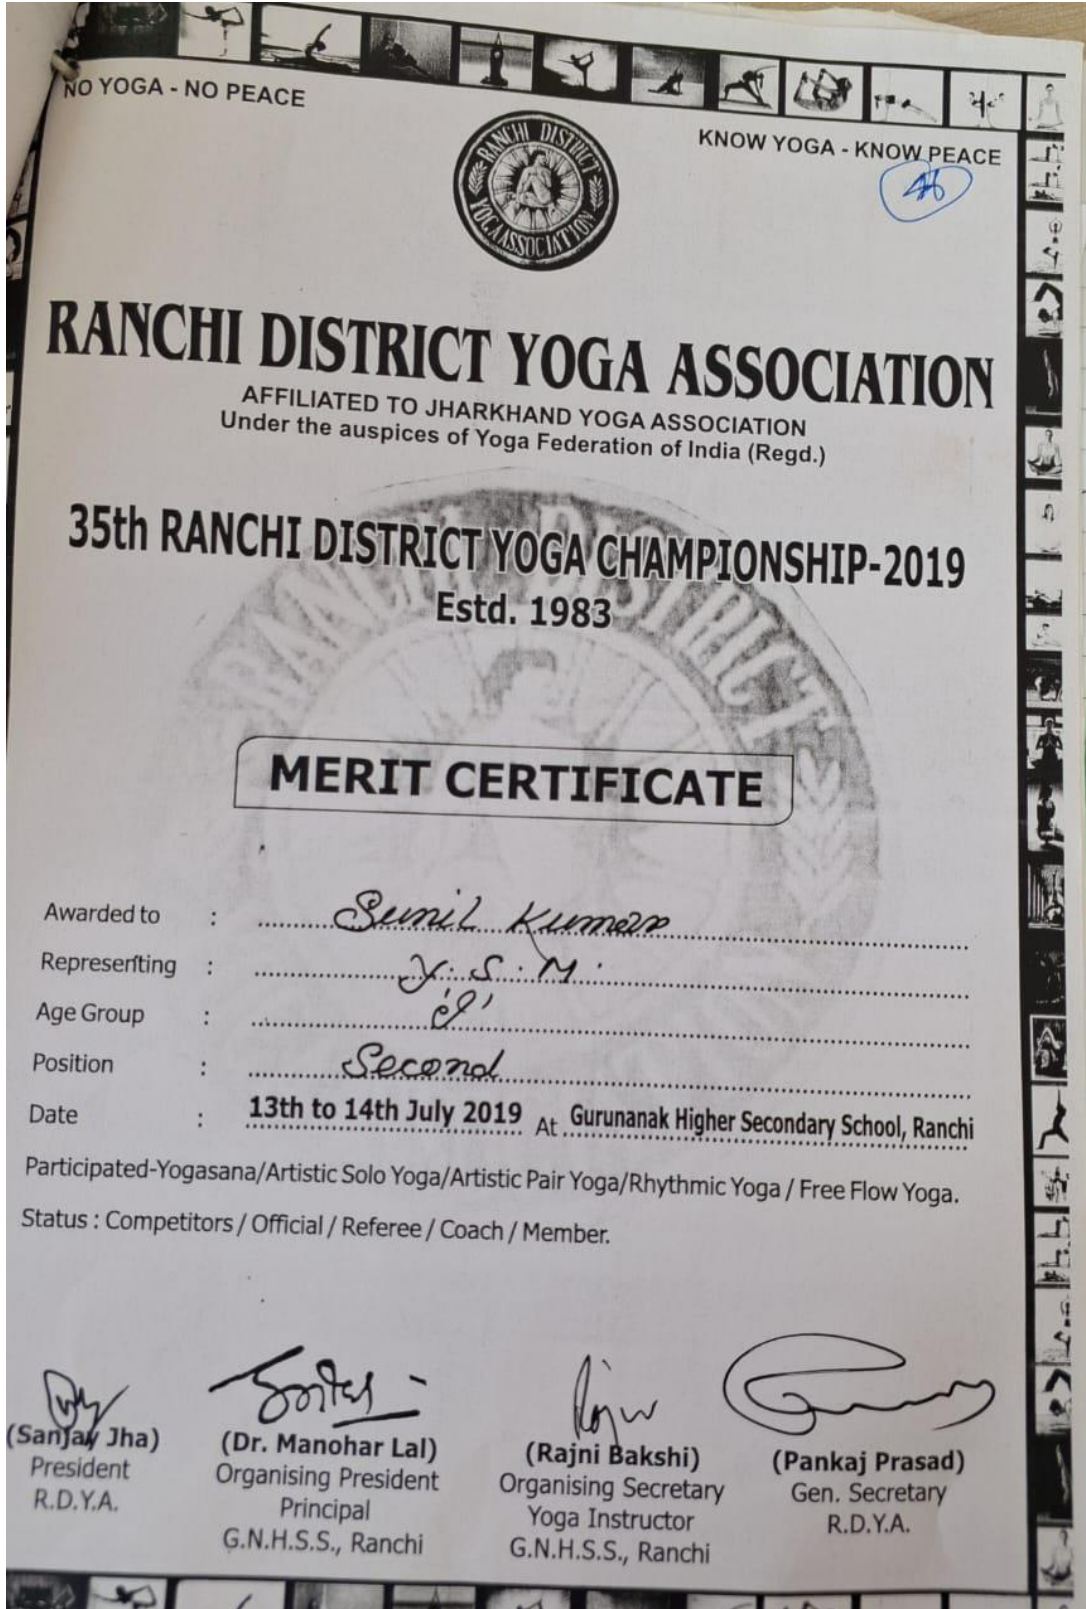 NO YOGA - NO PEACE
KNOW YOGA - KNOW PEACE
RANCHI DISTRICT
YOGA ASSOCIATION
RANCHI DISTRICT YOGA ASSOCIATION
AFFILIATED TO JHARKHAND YOGA ASSOCIATION
Under the auspices of Yoga Federation of India (Regd.)
35th RANCHI DISTRICT YOGA CHAMPIONSHIP-2019
Estd. 1983
MERIT CERTIFICATE
Awarded to : Sunil Kumar
Representing : Y.S.M.
Age Group :
Position : Second
Date : 13th to 14th July 2019 At Gurunanak Higher Secondary School, Ranchi
Participated-Yogasana/Artistic Solo Yoga/Artistic Pair Yoga/Rhythmic Yoga / Free Flow Yoga.
Status : Competitors / Official / Referee / Coach / Member.
(Sanjay Jha)
President
R.D.Y.A.
(Dr. Manohar Lal)
Organising President
Principal
G.N.H.S.S., Ranchi
(Rajni Bakshi)
Organising Secretary
Yoga Instructor
G.N.H.S.S., Ranchi
(Pankaj Prasad)
Gen. Secretary
R.D.Y.A.